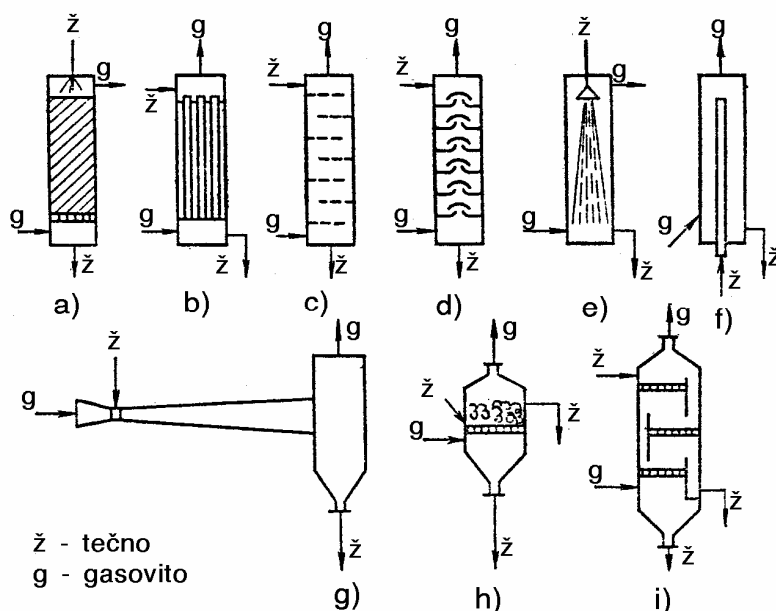 ž g g g g ž g
g ž ž ž
g ž g g g g ž ž
ž ž ž ž
a) b) c) d) e) f)
ž g g g
g ž ž ž
g g
ž - tečno ž ž ž
g - gasovito g) h) i)